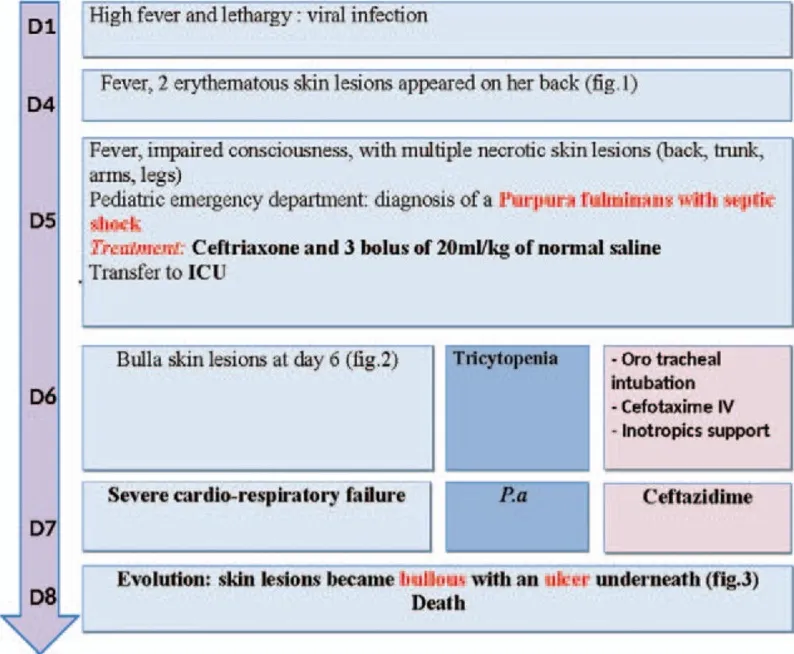 D1
High fever and lethargy : viral infection
D4
Fever, 2 erythematous skin lesions appeared on her back (fig.1)
D5
Fever, impaired consciousness, with multiple necrotic skin lesions (back, trunk,
arms, legs)
Pediatric emergency department: diagnosis of a Purpura fulminans with septic
shock
Treatment: Ceftriaxone and 3 bolus of 20ml/kg of normal saline
Transfer to ICU
D6
Bulla skin lesions at day 6 (fig.2)
Tricytopenia
- Oro tracheal
intubation
- Cefotaxime IV
- Inotropics support
D7
Severe cardio-respiratory failure
P.a
Ceftazidime
D8
Evolution: skin lesions became bullous with an ulcer underneath (fig.3)
Death